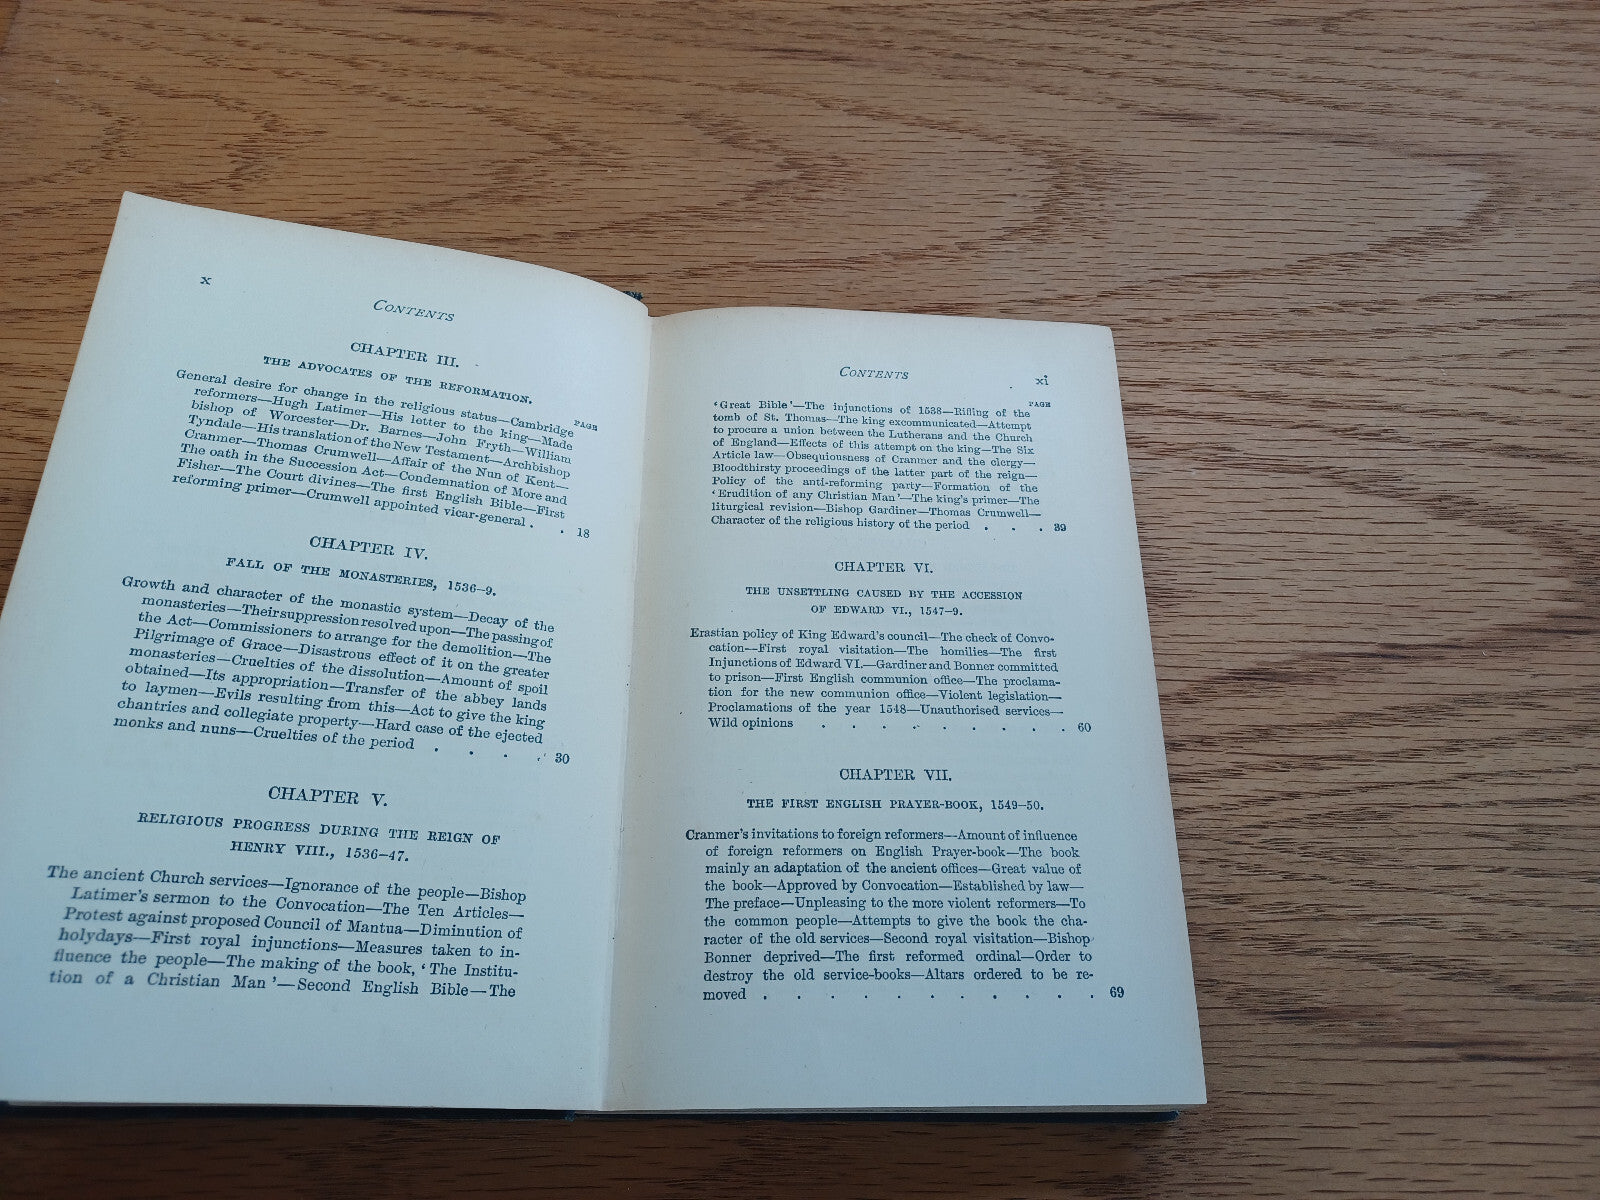 x
CONTENTS
CHAPTER III.
THE ADVOCATES OF THE REFORMATION.
PAGE
General desire for change in the religious status—Cambridge
reformers—Hugh Latimer—His letter to the king—Made
bishop of Worcester—Dr. Barnes—John Fryth—William
Tyndale—His translation of the New Testament—Archbishop
Cranmer—Thomas Crumwell—Affair of the Nun of Kent—
The oath in the Succession Act—Condemnation of More and
Fisher—The Court divines—The first English Bible—First
reforming primer—Crumwell appointed vicar-general . . 18
CHAPTER IV.
FALL OF THE MONASTERIES, 1536–9.
Growth and character of the monastic system—Decay of the
monasteries—Their suppression resolved upon—The passing of
the Act—Commissioners to arrange for the demolition—The
Pilgrimage of Grace—Disastrous effect of it on the greater
monasteries—Cruelties of the dissolution—Amount of spoil
obtained—Its appropriation—Transfer of the abbey lands
to laymen—Evils resulting from this—Act to give the king
chantries and collegiate property—Hard case of the ejected
monks and nuns—Cruelties of the period . . . . 30
CHAPTER V.
RELIGIOUS PROGRESS DURING THE REIGN OF
HENRY VIII., 1536–47.
The ancient Church services—Ignorance of the people—Bishop
Latimer's sermon to the Convocation—The Ten Articles—
Protest against proposed Council of Mantua—Diminution of
holydays—First royal injunctions—Measures taken to in-
fluence the people—The making of the book, 'The Institu-
tion of a Christian Man'—Second English Bible—The
CONTENTS
xi
PAGE
'Great Bible'—The injunctions of 1538—Rifling of the
tomb of St. Thomas—The king excommunicated—Attempt
to procure a union between the Lutherans and the Church
of England—Effects of this attempt on the king—The Six
Article law—Obsequiousness of Cranmer and the clergy—
Bloodthirsty proceedings of the latter part of the reign—
Policy of the anti-reforming party—Formation of the
'Erudition of any Christian Man'—The king's primer—The
liturgical revision—Bishop Gardiner—Thomas Crumwell—
Character of the religious history of the period . . . 39
CHAPTER VI.
THE UNSETTLING CAUSED BY THE ACCESSION
OF EDWARD VI., 1547–9.
Erastian policy of King Edward's council—The check of Convo-
cation—First royal visitation—The homilies—The first
Injunctions of Edward VI.—Gardiner and Bonner committed
to prison—First English communion office—The proclama-
tion for the new communion office—Violent legislation—
Proclamations of the year 1548—Unauthorised services—
Wild opinions . . . . . . . . . 60
CHAPTER VII.
THE FIRST ENGLISH PRAYER-BOOK, 1549–50.
Cranmer's invitations to foreign reformers—Amount of influence
of foreign reformers on English Prayer-book—The book
mainly an adaptation of the ancient offices—Great value of
the book—Approved by Convocation—Established by law—
The preface—Unpleasing to the more violent reformers—To
the common people—Attempts to give the book the cha-
racter of the old services—Second royal visitation—Bishop
Bonner deprived—The first reformed ordinal—Order to
destroy the old service-books—Altars ordered to be re-
moved . . . . . . . . . . . 69